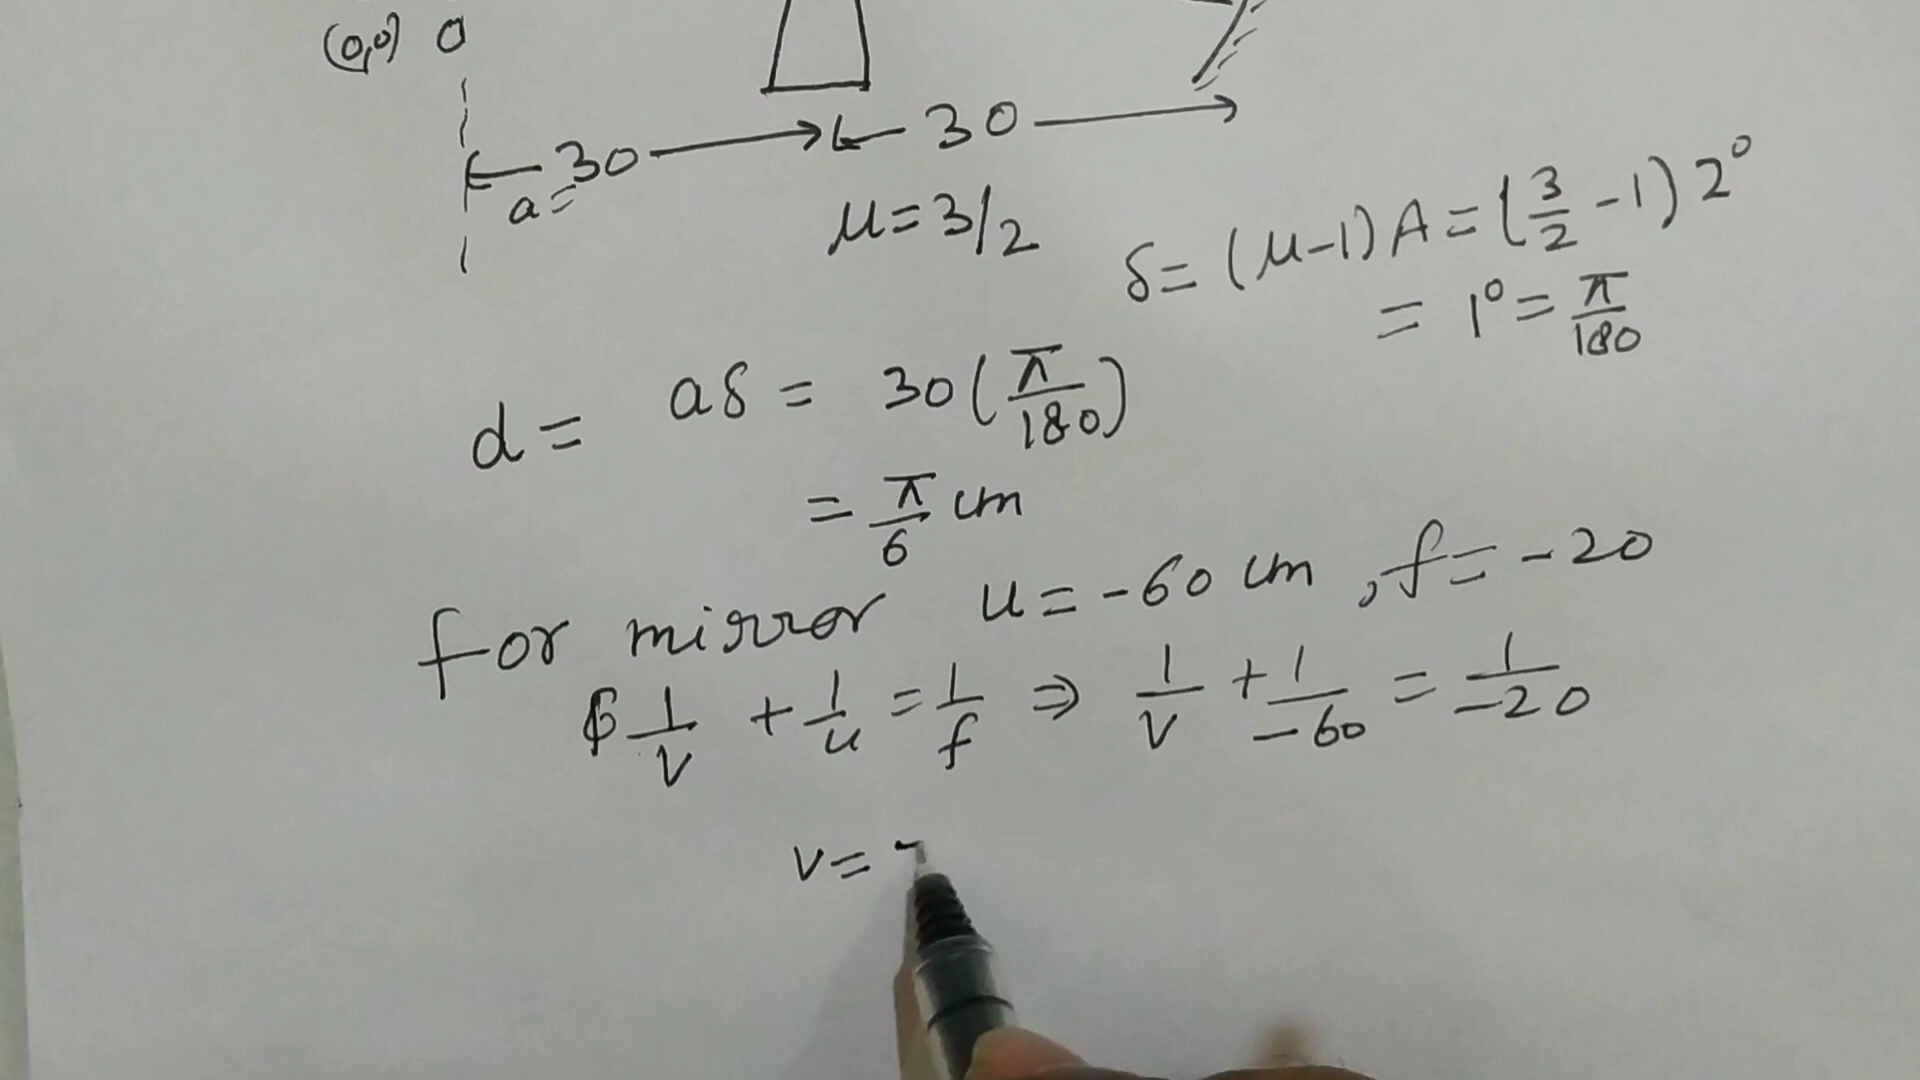 (0,0) O
← 30 → ← 30 →
a=
μ = 3/2
δ = (μ-1) A = (3/2 - 1) 2°
= 1° = π/180
d = aδ = 30 (π/180)
= π/6 cm
for mirror u = -60 cm , f = -20
1/v + 1/u = 1/f ⇒ 1/v + 1/-60 = 1/-20
v = -